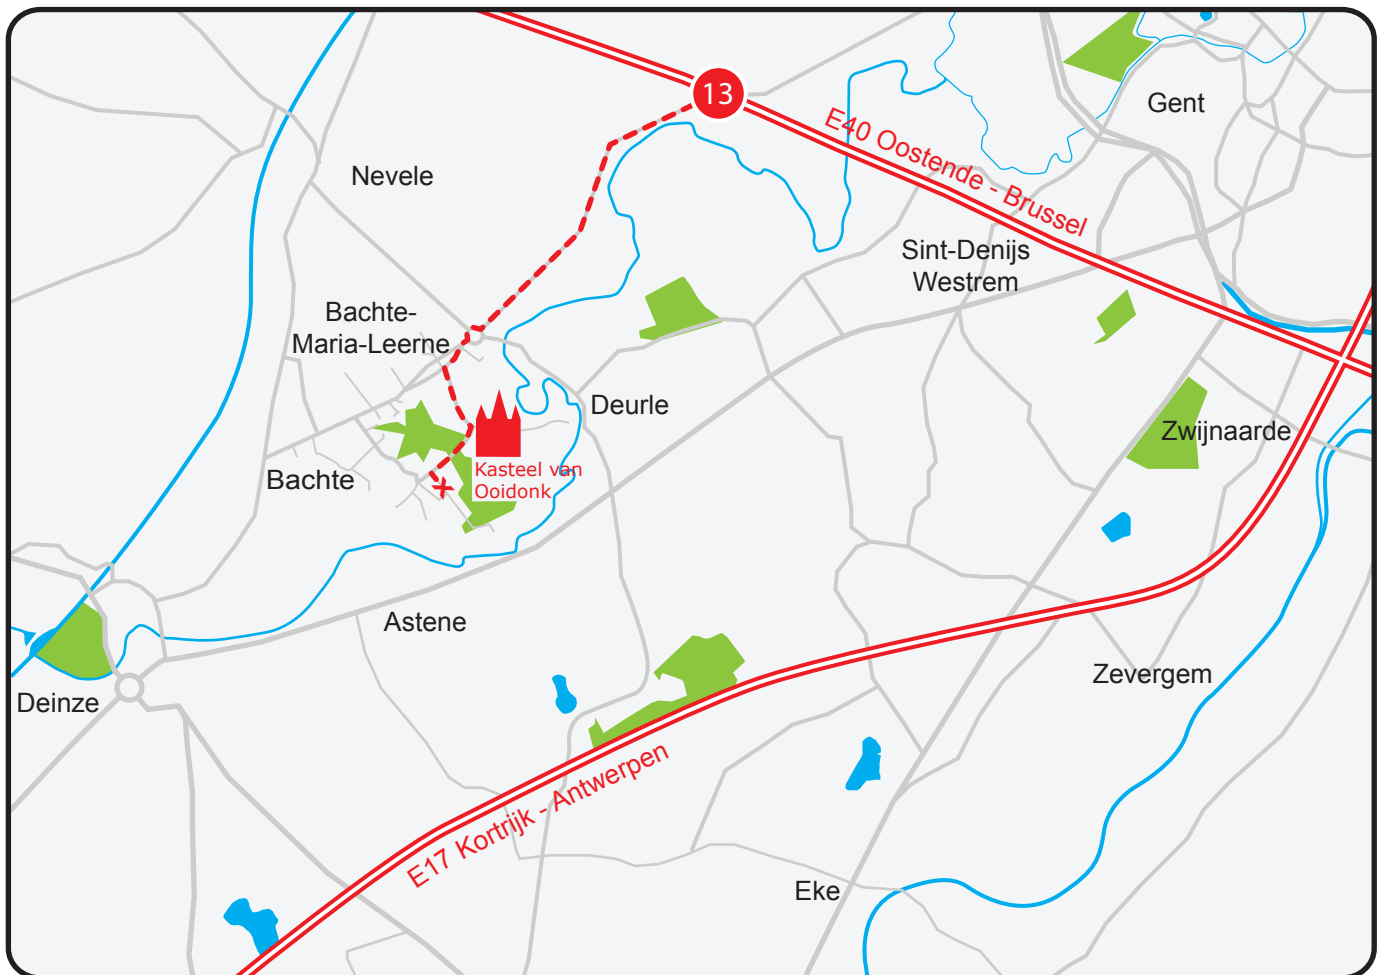 13
Gent
E40 Oostende - Brussel
Nevele
Sint-Denijs
Westrem
Bachte-
Maria-Leerne
Deurle
Zwijnaarde
Kasteel van
Ooidonk
Bachte
Astene
Zevergem
Deinze
E17 Kortrijk - Antwerpen
Eke